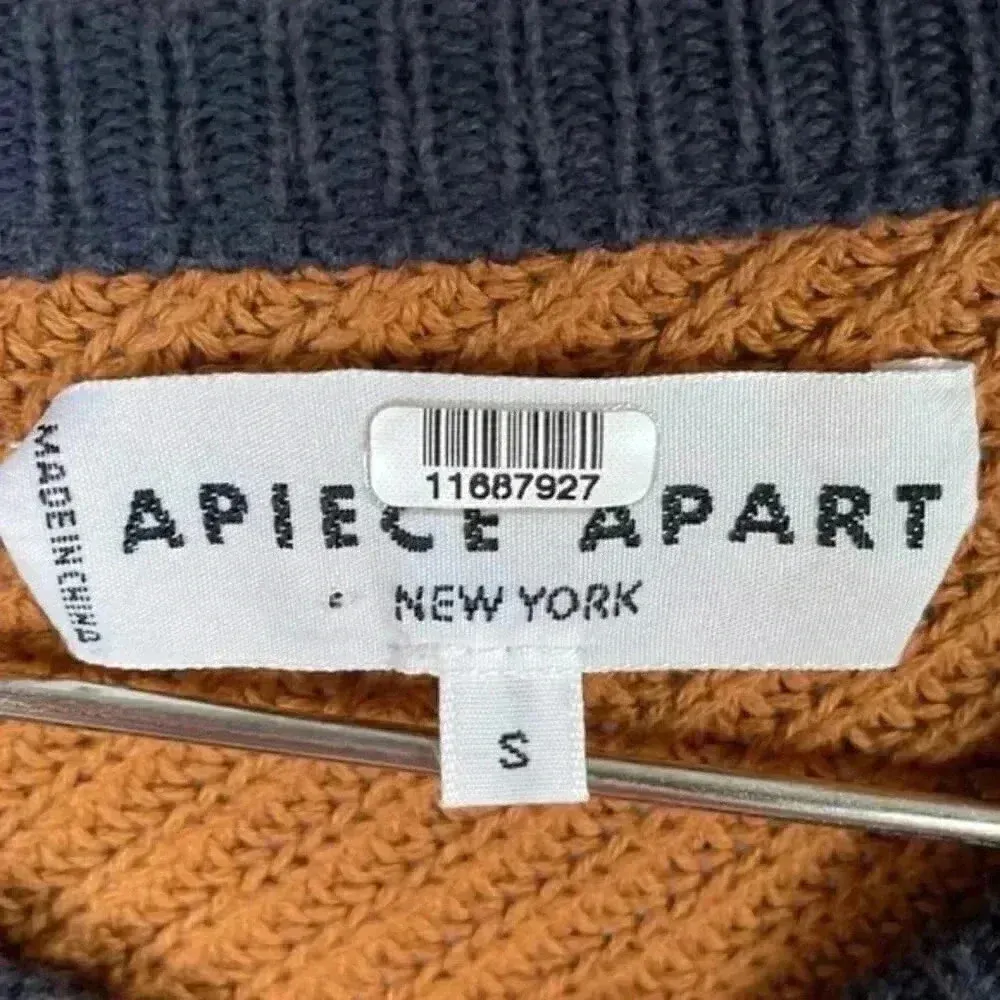 11687927
APIECE APART
NEW YORK
S
MADE IN CHINA